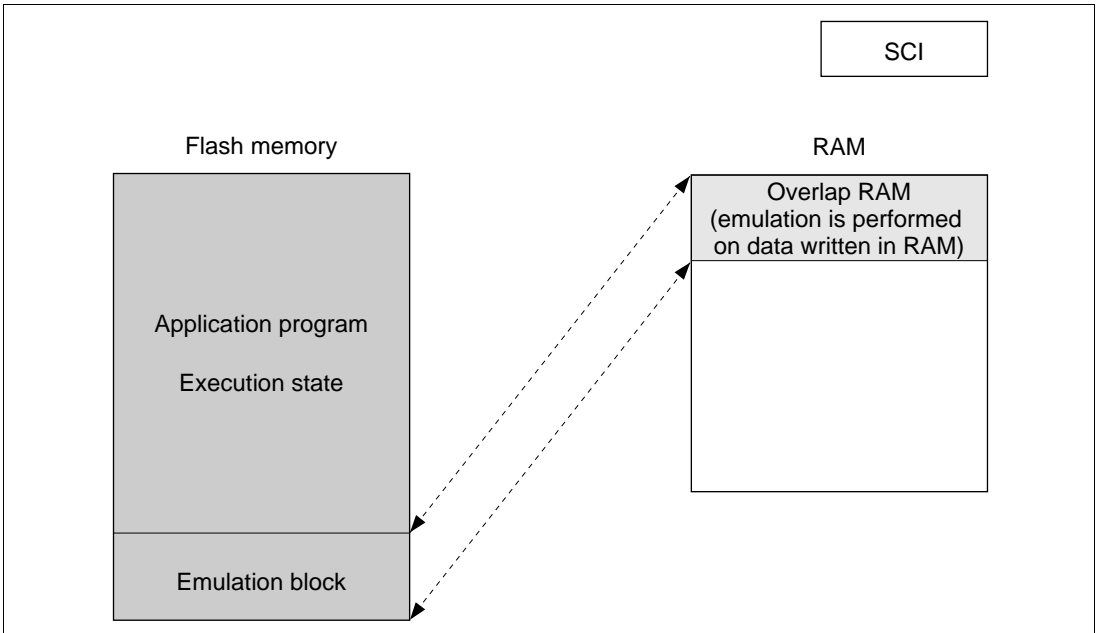 SCI
Flash memory
RAM
Overlap RAM
(emulation is performed
on data written in RAM)
Application program
Execution state
Emulation block